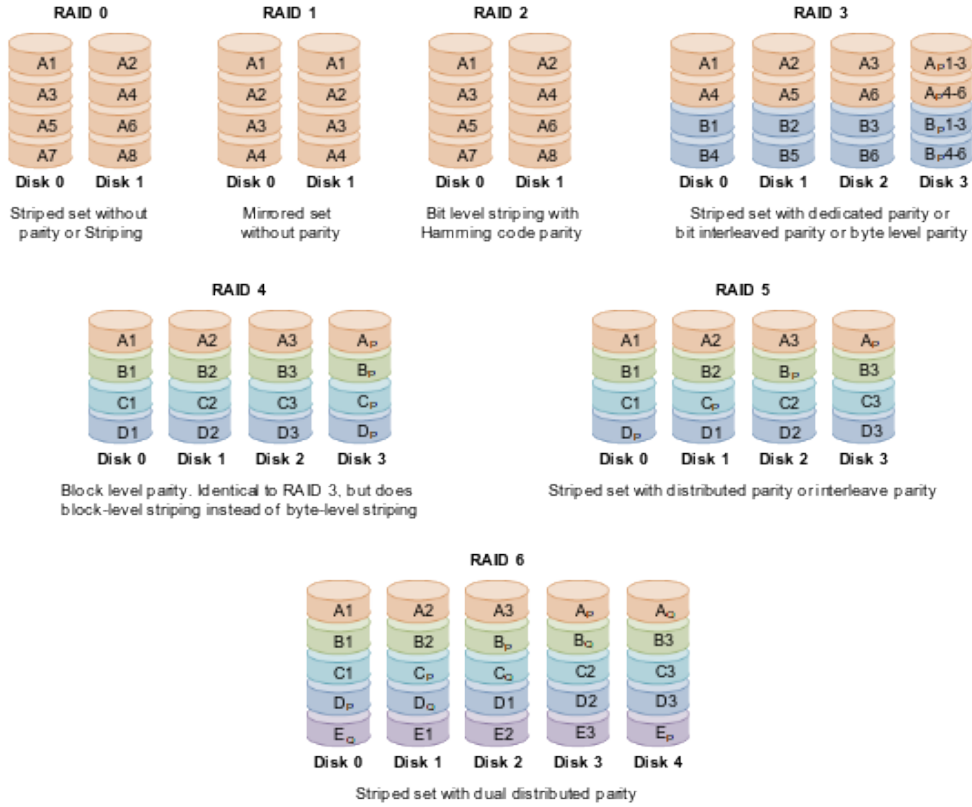 RAID 0
RAID 1
RAID 2
RAID 3
A1 A2
A3 A4
A5 A6
A7 A8
Disk 0 Disk 1
Striped set without
parity or Striping
A1 A1
A2 A2
A3 A3
A4 A4
Disk 0 Disk 1
Mirrored set
without parity
A1 A2
A3 A4
A5 A6
A7 A8
Disk 0 Disk 1
Bit level striping with
Hamming code parity
A1 A2 A3 AP1-3
A4 A5 A6 AP4-6
B1 B2 B3 BP1-3
B4 B5 B6 BP4-6
Disk 0 Disk 1 Disk 2 Disk 3
Striped set with dedicated parity or
bit interleaved parity or byte level parity
RAID 4
A1 A2 A3 AP
B1 B2 B3 BP
C1 C2 C3 CP
D1 D2 D3 DP
Disk 0 Disk 1 Disk 2 Disk 3
Block level parity. Identical to RAID 3, but does
block-level striping instead of byte-level striping
RAID 5
A1 A2 A3 AP
B1 B2 BP B3
C1 CP C2 C3
DP D1 D2 D3
Disk 0 Disk 1 Disk 2 Disk 3
Striped set with distributed parity or interleave parity
RAID 6
A1 A2 A3 AP AQ
B1 B2 BP BQ B3
C1 CP CQ C2 C3
DP DQ D1 D2 D3
EQ E1 E2 E3 EP
Disk 0 Disk 1 Disk 2 Disk 3 Disk 4
Striped set with dual distributed parity